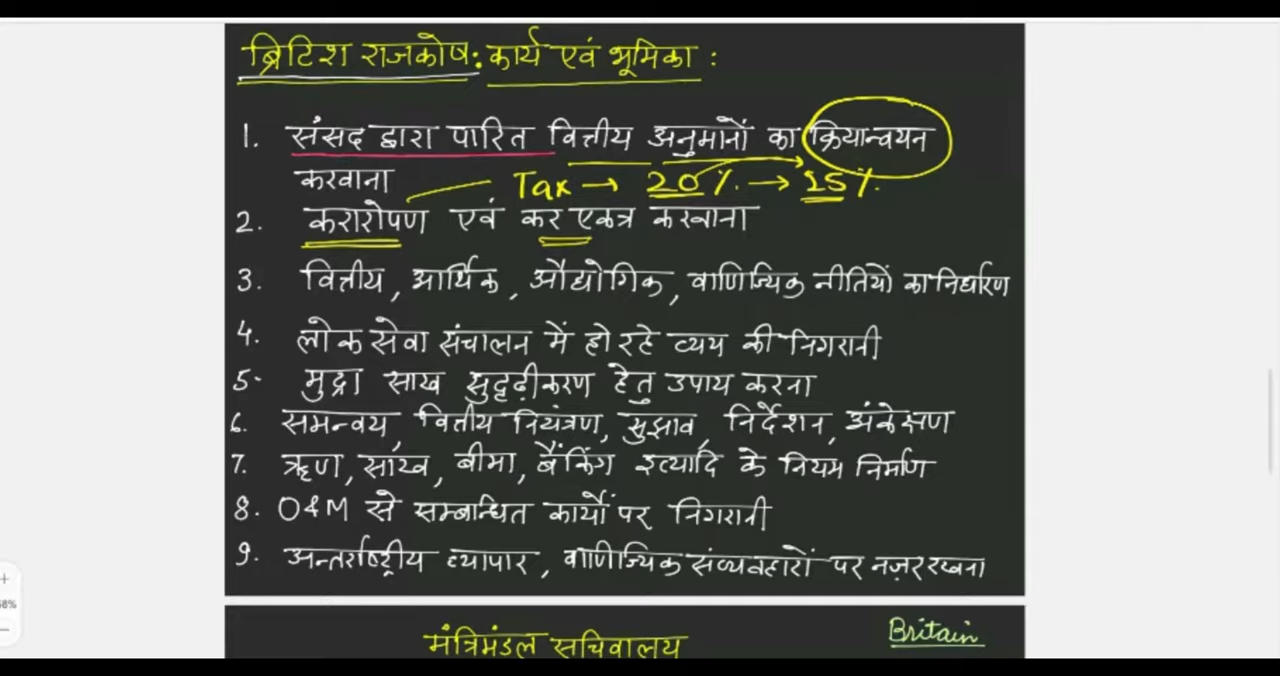 ब्रिटिश राजकोष: कार्य एवं भूमिका :
1. संसद द्वारा पारित वित्तीय अनुमानों का क्रियान्वयन
करवाना Tax → 20% → 25%
2. करारोपण एवं कर एकत्र करवाना
3. वित्तीय, आर्थिक, औद्योगिक, वाणिज्यिक नीतियों का निर्धारण
4. लोक सेवा संचालन में हो रहे व्यय की निगरानी
5- मुद्रा साख सुदृढ़ीकरण हेतु उपाय करना
6. समन्वय, वित्तीय नियंत्रण, सुझाव, निर्देशन, अंकेक्षण
7. ऋण, साख, बीमा, बैंकिंग इत्यादि के नियम निर्माण
8. O&M से सम्बन्धित कार्यों पर निगरानी
9. अन्तर्राष्ट्रीय व्यापार, वाणिज्यिक संव्यवहारों पर नज़र रखना
+
68%
–
मंत्रिमंडल सचिवालय Britain